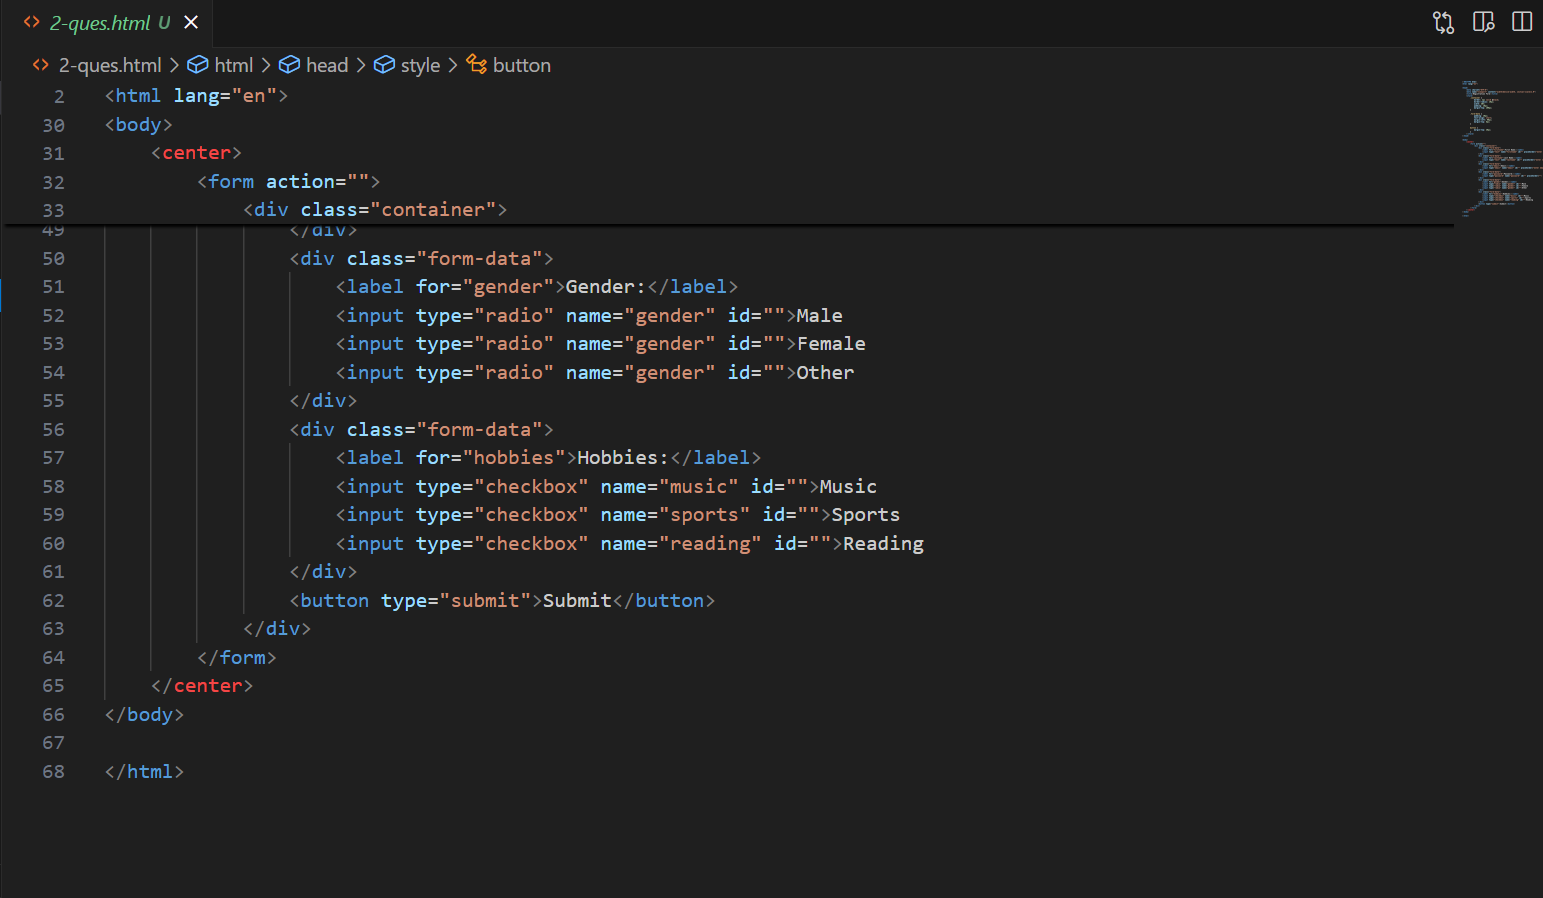 2-ques.html U
2-ques.html > html > head > style > button
2 <html lang="en">
30 <body>
31 <center>
32 <form action="">
33 <div class="container">
49 </div>
50 <div class="form-data">
51 <label for="gender">Gender:</label>
52 <input type="radio" name="gender" id="">Male
53 <input type="radio" name="gender" id="">Female
54 <input type="radio" name="gender" id="">Other
55 </div>
56 <div class="form-data">
57 <label for="hobbies">Hobbies:</label>
58 <input type="checkbox" name="music" id="">Music
59 <input type="checkbox" name="sports" id="">Sports
60 <input type="checkbox" name="reading" id="">Reading
61 </div>
62 <button type="submit">Submit</button>
63 </div>
64 </form>
65 </center>
66 </body>
67
68 </html>